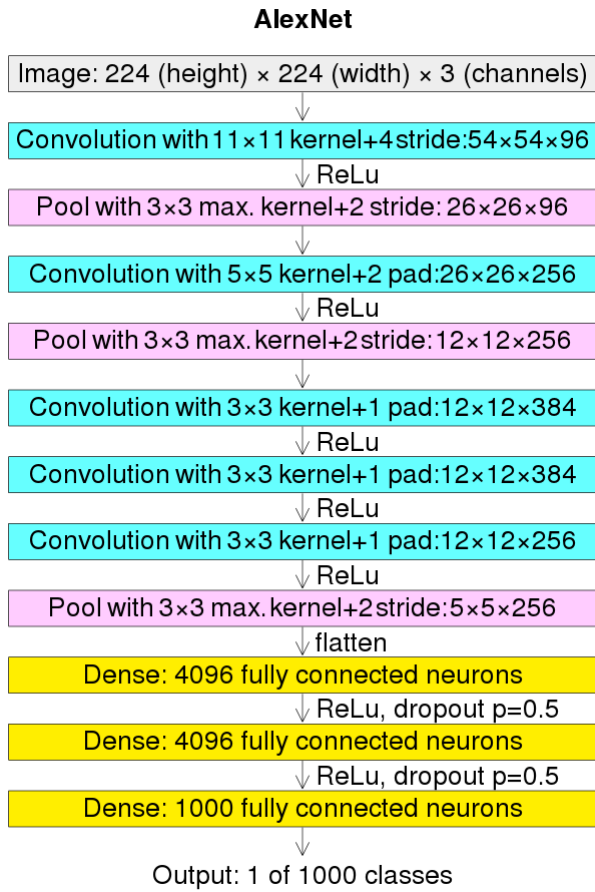 AlexNet
Image: 224 (height) × 224 (width) × 3 (channels)
Convolution with 11×11 kernel+4 stride:54×54×96
ReLu
Pool with 3×3 max. kernel+2 stride: 26×26×96
Convolution with 5×5 kernel+2 pad:26×26×256
ReLu
Pool with 3×3 max.kernel+2stride:12×12×256
Convolution with 3×3 kernel+1 pad:12×12×384
ReLu
Convolution with 3×3 kernel+1 pad:12×12×384
ReLu
Convolution with 3×3 kernel+1 pad:12×12×256
ReLu
Pool with 3×3 max.kernel+2stride:5×5×256
flatten
Dense: 4096 fully connected neurons
ReLu, dropout p=0.5
Dense: 4096 fully connected neurons
ReLu, dropout p=0.5
Dense: 1000 fully connected neurons
Output: 1 of 1000 classes